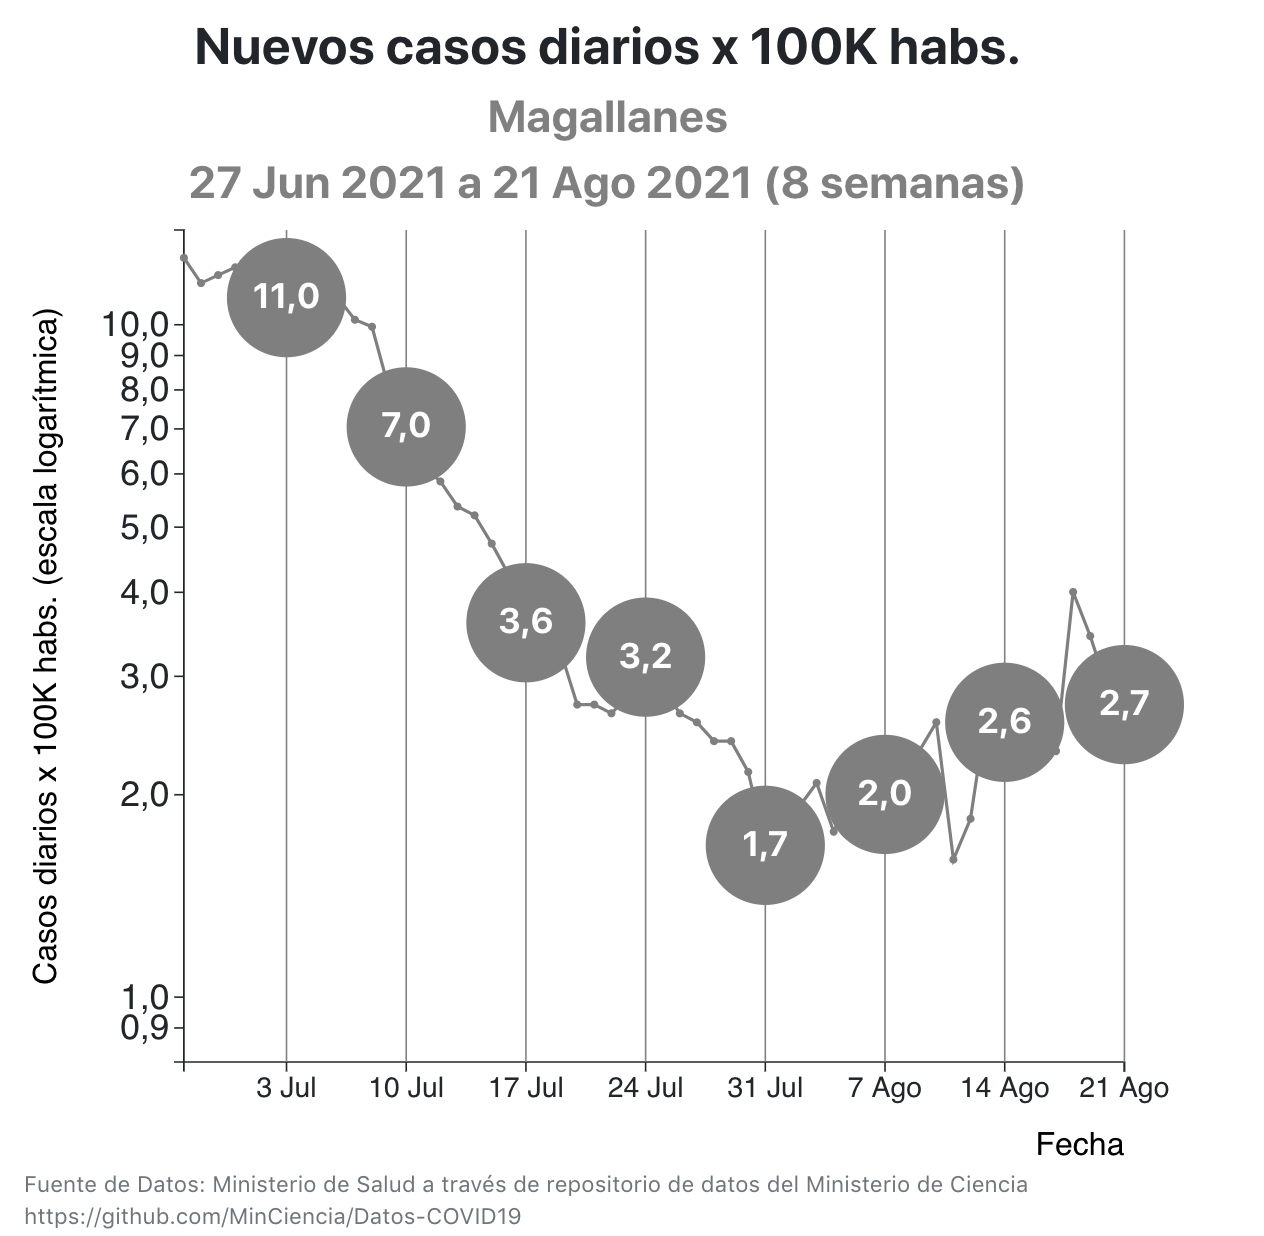 Nuevos casos diarios x 100K habs.
Magallanes
27 Jun 2021 a 21 Ago 2021 (8 semanas)
Casos diarios x 100K habs. (escala logarítmica)
10,0
9,0
8,0
7,0
6,0
5,0
4,0
3,0
2,0
1,0
0,9
11,0
7,0
3,6
3,2
1,7
2,0
2,6
2,7
3 Jul 10 Jul 17 Jul 24 Jul 31 Jul 7 Ago 14 Ago 21 Ago
Fecha
Fuente de Datos: Ministerio de Salud a través de repositorio de datos del Ministerio de Ciencia
https://github.com/MinCiencia/Datos-COVID19